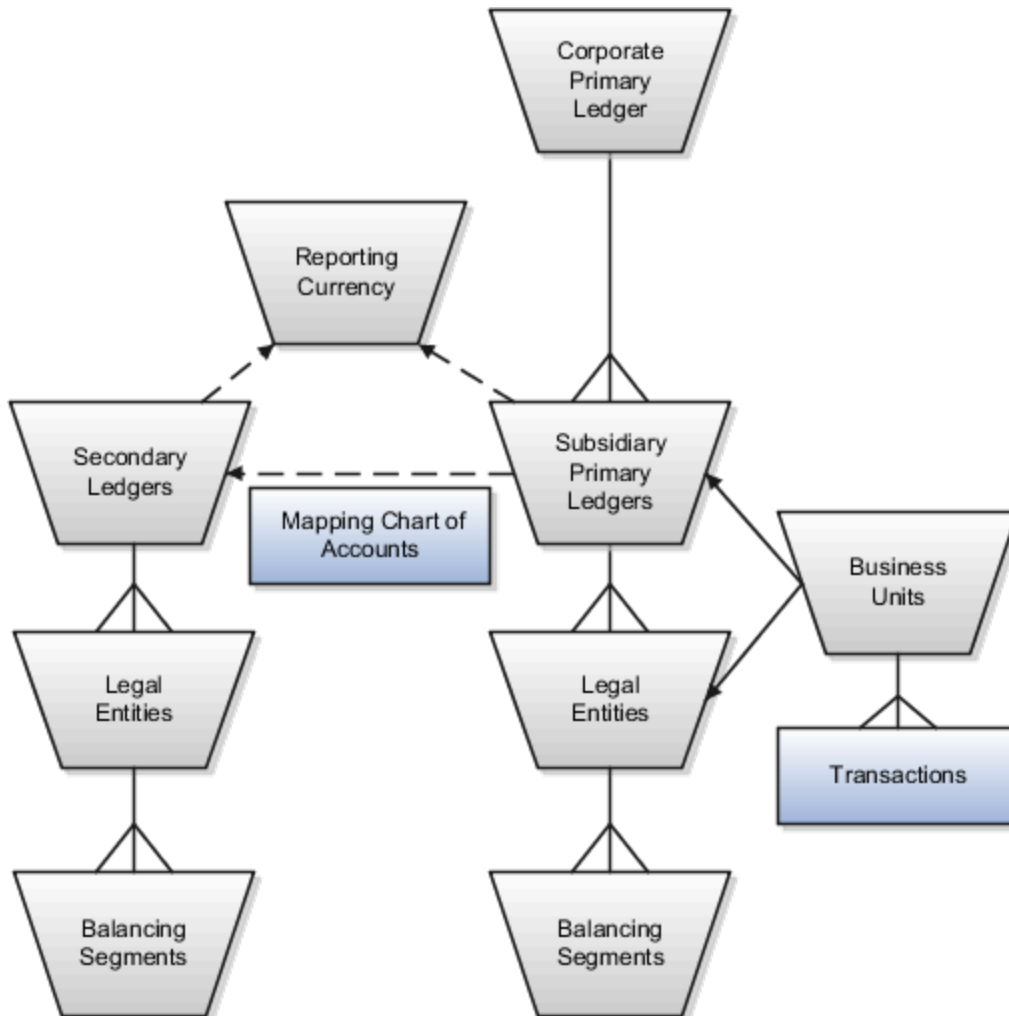 Corporate
Primary
Ledger
Reporting
Currency
Secondary
Ledgers
Subsidiary
Primary
Ledgers
Mapping Chart of
Accounts
Business
Units
Legal
Entities
Legal
Entities
Transactions
Balancing
Segments
Balancing
Segments